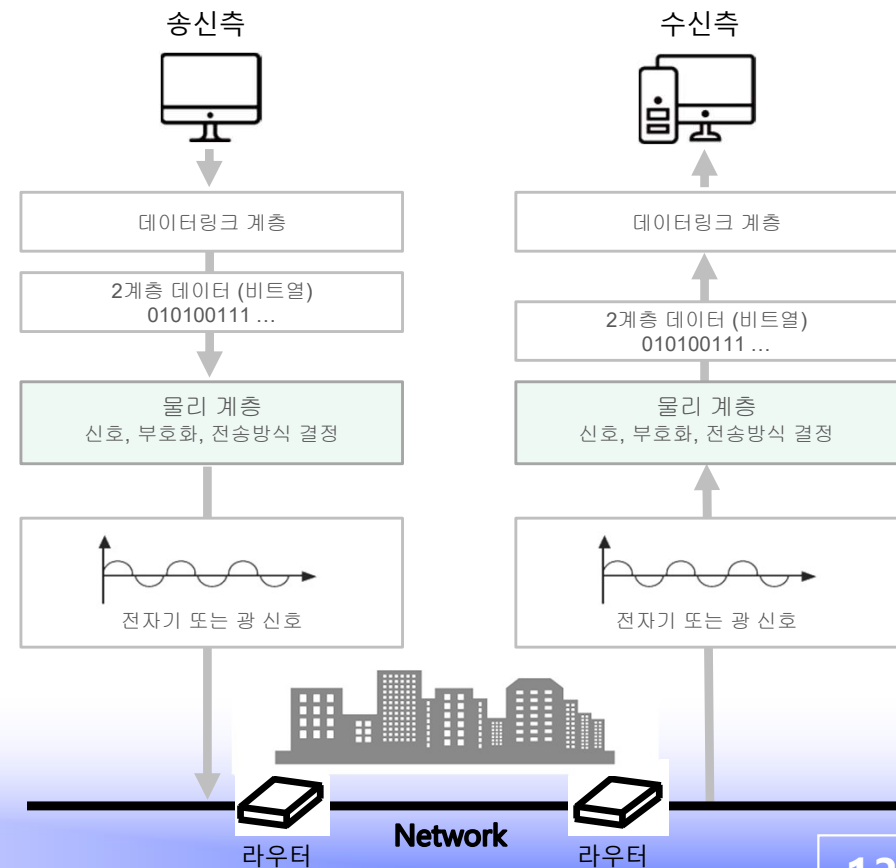 송신측
데이터링크 계층
2계층 데이터 (비트열)
010100111 …
물리 계층
신호, 부호화, 전송방식 결정
전자기 또는 광 신호
수신측
데이터링크 계층
2계층 데이터 (비트열)
010100111 …
물리 계층
신호, 부호화, 전송방식 결정
전자기 또는 광 신호
라우터
Network
라우터